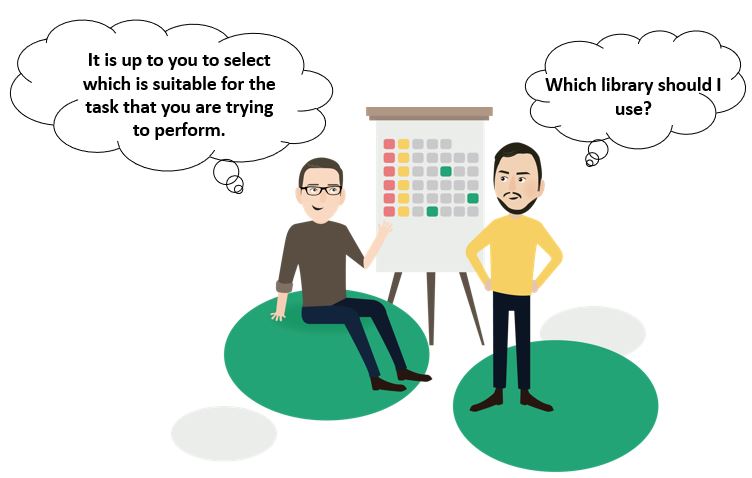 It is up to you to select
which is suitable for the
task that you are trying
to perform.
Which library should I
use?